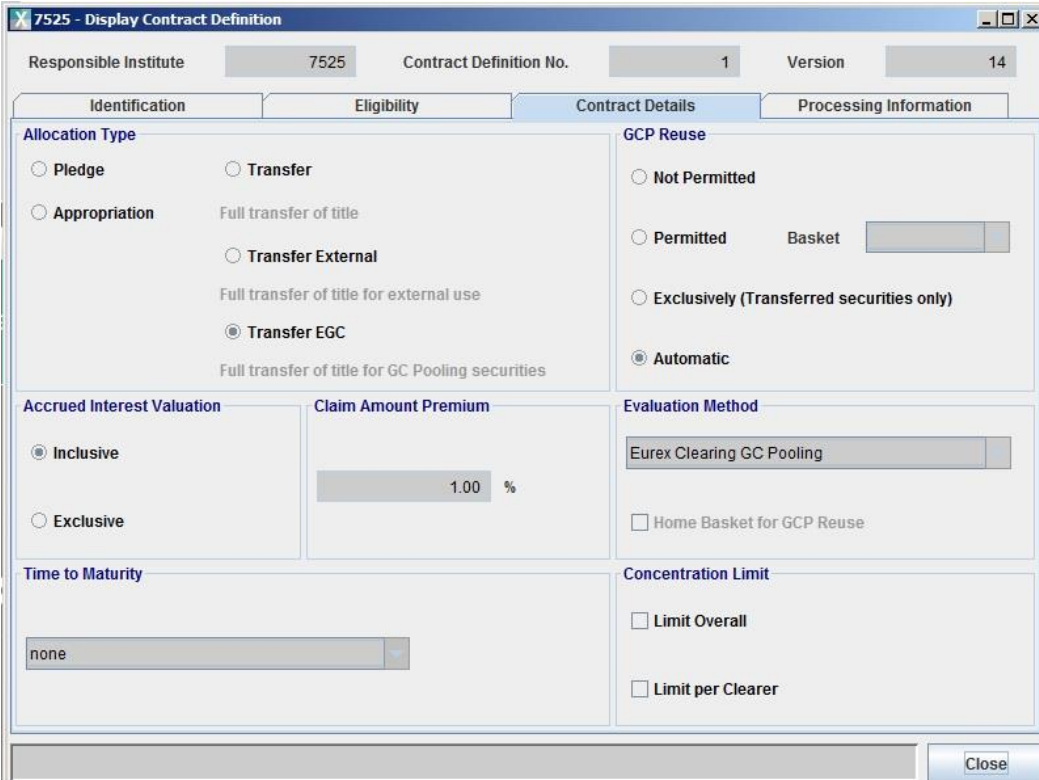 7525 - Display Contract Definition
Responsible Institute 7525 Contract Definition No. 1 Version 14
Identification Eligibility Contract Details Processing Information
Allocation Type
Pledge Transfer
Appropriation Full transfer of title
Transfer External
Full transfer of title for external use
Transfer EGC
Full transfer of title for GC Pooling securities
GCP Reuse
Not Permitted
Permitted Basket
Exclusively (Transferred securities only)
Automatic
Accrued Interest Valuation
Inclusive
Exclusive
Claim Amount Premium
1.00 %
Evaluation Method
Eurex Clearing GC Pooling
Home Basket for GCP Reuse
Time to Maturity
none
Concentration Limit
Limit Overall
Limit per Clearer
Close